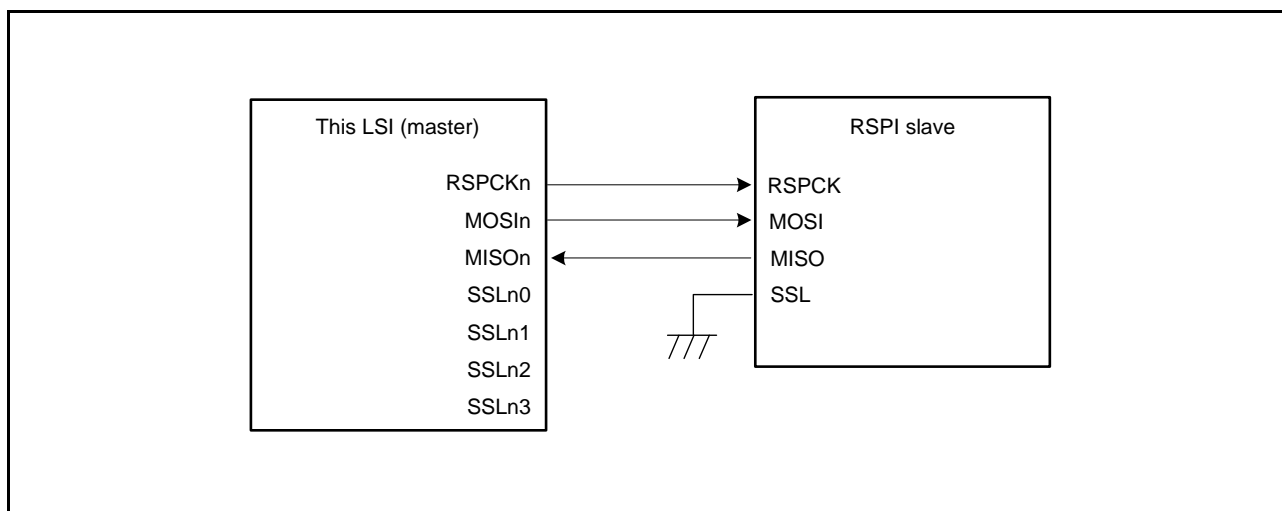 This LSI (master)
RSPCKn
MOSIn
MISOn
SSLn0
SSLn1
SSLn2
SSLn3
RSPI slave
RSPCK
MOSI
MISO
SSL